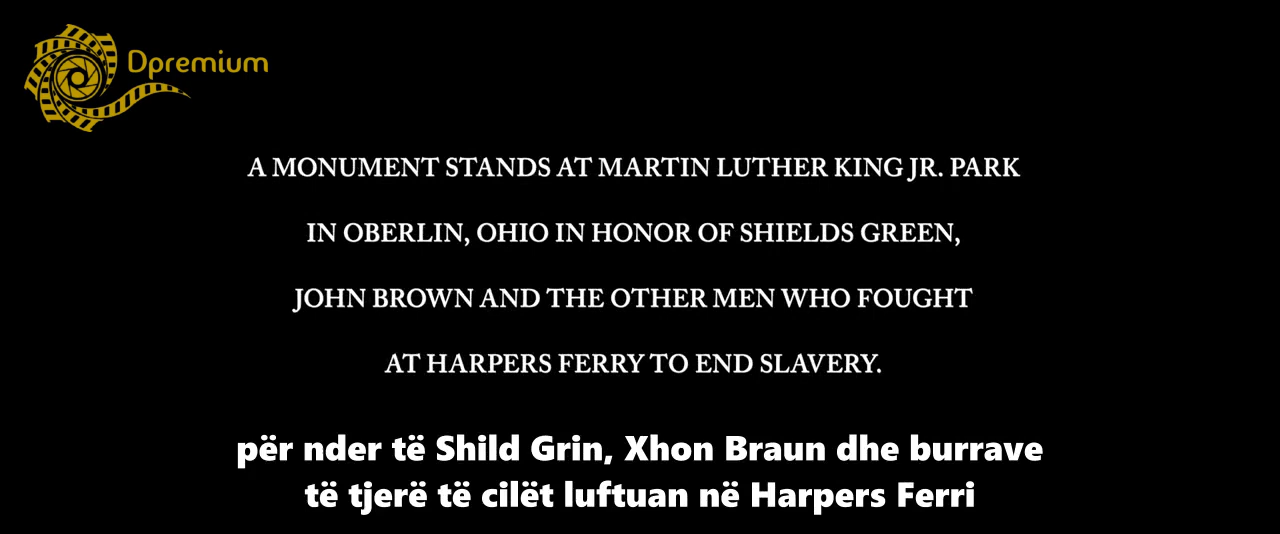 Dpremium
A MONUMENT STANDS AT MARTIN LUTHER KING JR. PARK
IN OBERLIN, OHIO IN HONOR OF SHIELDS GREEN,
JOHN BROWN AND THE OTHER MEN WHO FOUGHT
AT HARPERS FERRY TO END SLAVERY.
për nder të Shild Grin, Xhon Braun dhe burrave
të tjerë të cilët luftuan në Harpers Ferri